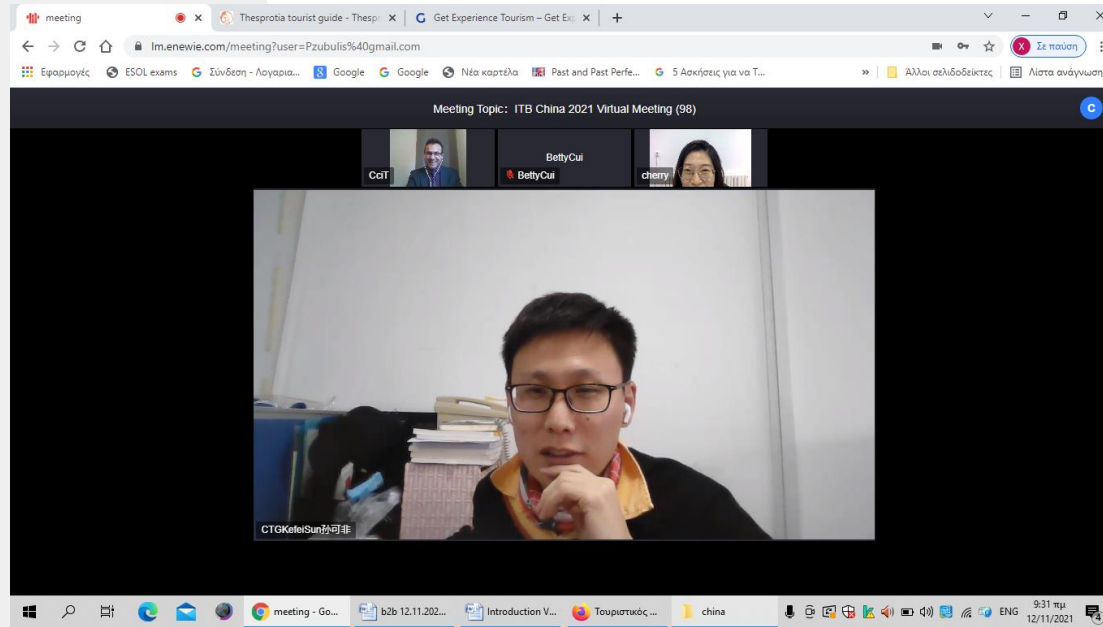 meeting
Thesprotia tourist guide - Thesp
Get Experience Tourism – Get Ex
lm.enewie.com/meeting?user=Pzubulis%40gmail.com
X
Σε παύση
Εφαρμογές
ESOL exams
Σύνδεση - Λογαρια...
Google
Google
Νέα καρτέλα
Past and Past Perfe...
5 Ασκήσεις για να Τ...
»
Άλλοι σελιδοδείκτες
Λίστα ανάγνωσης
Meeting Topic: ITB China 2021 Virtual Meeting (98)
C
CciT
BettyCui
BettyCui
cherry
CTGKefeiSun孙可非
meeting - Go...
b2b 12.11.202...
Introduction V...
Τουριστικός ...
china
ENG
9:31 πμ
12/11/2021
4